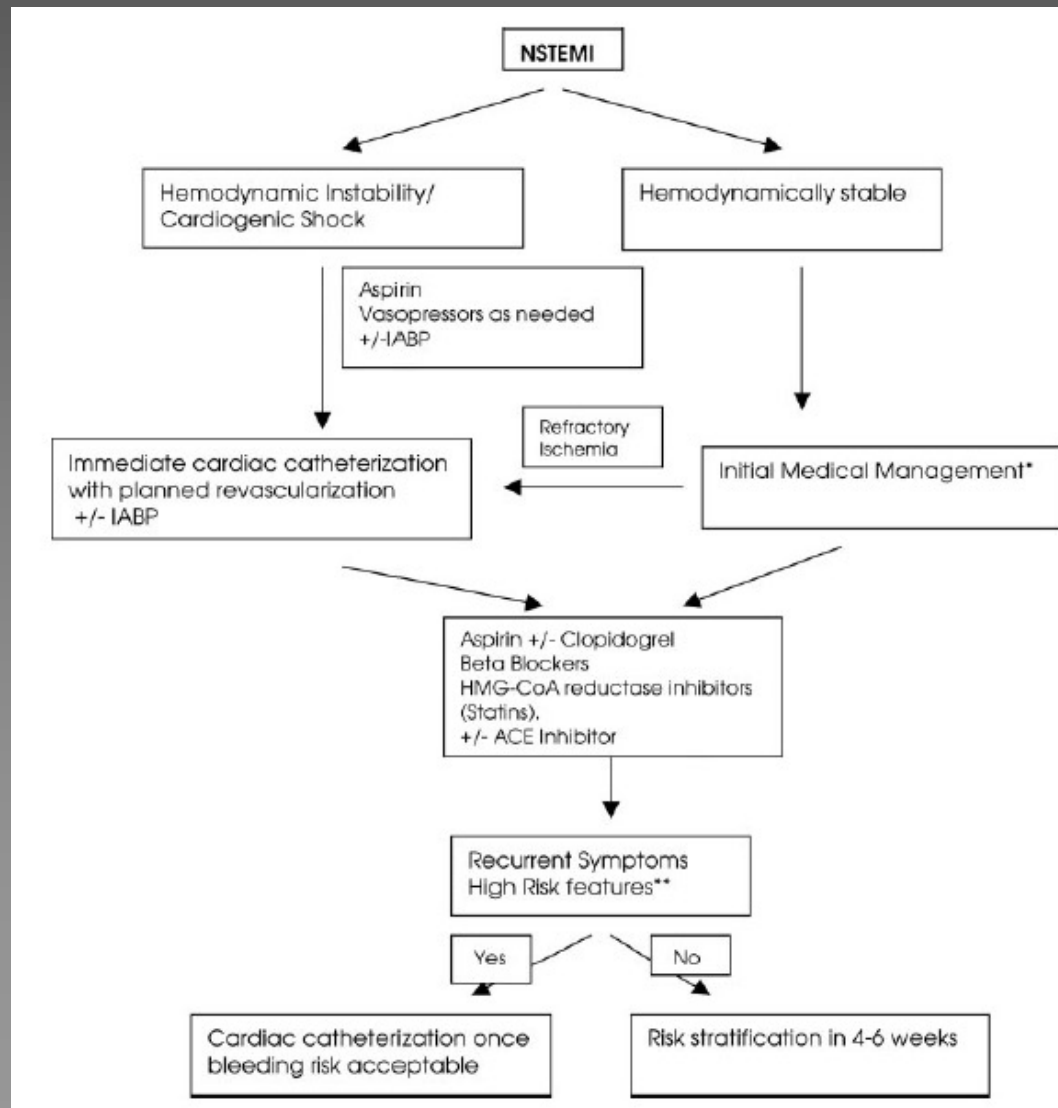 NSTEMI
Hemodynamic Instability/
Cardiogenic Shock
Hemodynamically stable
Aspirin
Vasopressors as needed
+/-IABP
Refractory
Ischemia
Immediate cardiac catheterization
with planned revascularization
+/- IABP
Initial Medical Management*
Aspirin +/- Clopidogrel
Beta Blockers
HMG-CoA reductase inhibitors
(Statins).
+/- ACE Inhibitor
Recurrent Symptoms
High Risk features**
Yes
No
Cardiac catheterization once
bleeding risk acceptable
Risk stratification in 4-6 weeks